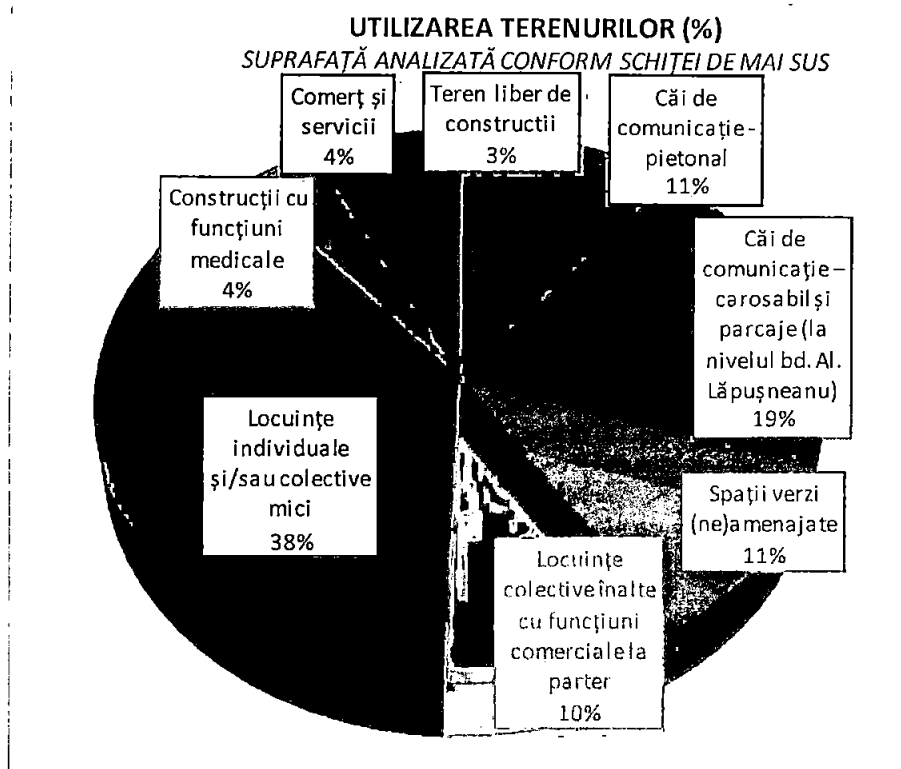 UTILIZAREA TERENURILOR (%)
SUPRAFAȚĂ ANALIZATĂ CONFORM SCHIȚEI DE MAI SUS
Comerț și
servicii
4%
Teren liber de
constructii
3%
Căi de
comunicație -
pietonal
11%
Construcții cu
funcțiuni
medicale
4%
Căi de
comunicație –
carosabil și
parcaje (la
nivelul bd. Al.
Lăpușneanu)
19%
Locuințe
individuale
și/sau colective
mici
38%
Spații verzi
(ne)amenajate
11%
Locuințe
colective înalte
cu funcțiuni
comerciale la
parter
10%